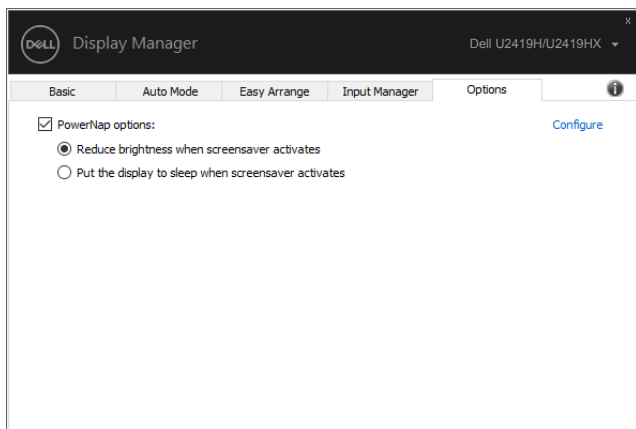 x
DELL Display Manager Dell U2419H/U2419HX
Basic Auto Mode Easy Arrange Input Manager Options
PowerNap options: Configure
Reduce brightness when screensaver activates
Put the display to sleep when screensaver activates